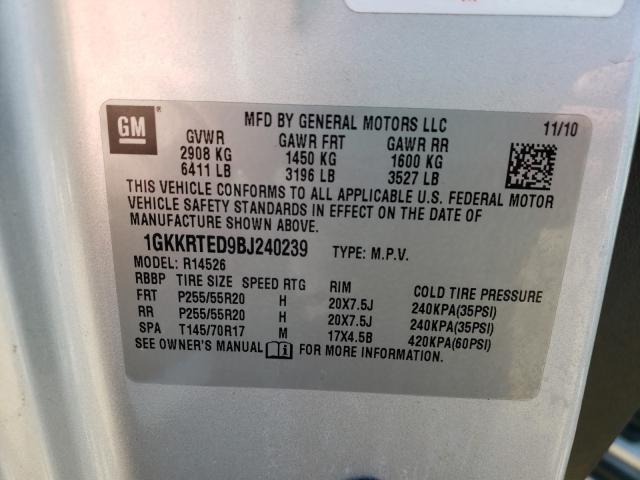 GM
MFD BY GENERAL MOTORS LLC 11/10
GVWR GAWR FRT GAWR RR
2908 KG 1450 KG 1600 KG
6411 LB 3196 LB 3527 LB
THIS VEHICLE CONFORMS TO ALL APPLICABLE U.S. FEDERAL MOTOR
VEHICLE SAFETY STANDARDS IN EFFECT ON THE DATE OF
MANUFACTURE SHOWN ABOVE.
1GKKRTED9BJ240239 TYPE: M.P.V.
MODEL: R14526
RBBP TIRE SIZE SPEED RTG RIM COLD TIRE PRESSURE
FRT P255/55R20 H 20X7.5J 240KPA(35PSI)
RR P255/55R20 H 20X7.5J 240KPA(35PSI)
SPA T145/70R17 M 17X4.5B 420KPA(60PSI)
SEE OWNER'S MANUAL FOR MORE INFORMATION.